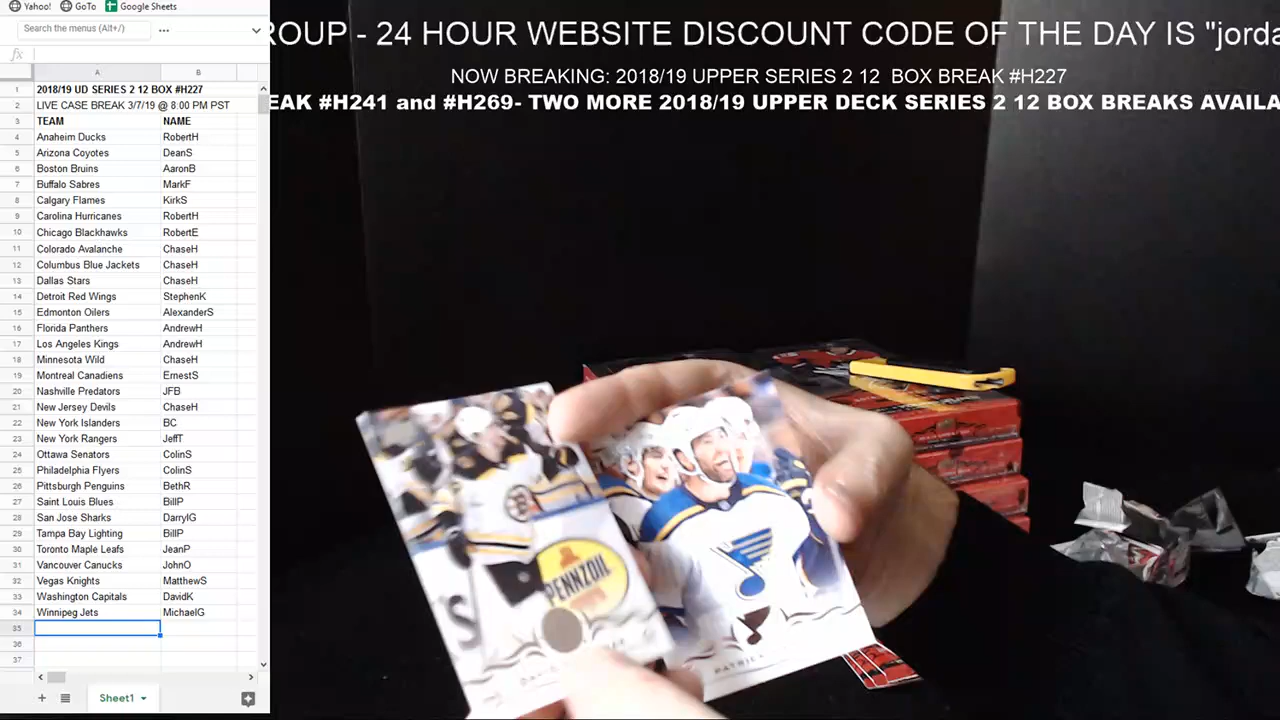 Yahoo! GoTo Google Sheets
Search the menus (Alt+/)
fx
A B
1 2018/19 UD SERIES 2 12 BOX #H227
2 LIVE CASE BREAK 3/7/19 @ 8:00 PM PST
3 TEAM NAME
4 Anaheim Ducks RobertH
5 Arizona Coyotes DeanS
6 Boston Bruins AaronB
7 Buffalo Sabres MarkF
8 Calgary Flames KirkS
9 Carolina Hurricanes RobertH
10 Chicago Blackhawks RobertE
11 Colorado Avalanche ChaseH
12 Columbus Blue Jackets ChaseH
13 Dallas Stars ChaseH
14 Detroit Red Wings StephenK
15 Edmonton Oilers AlexanderS
16 Florida Panthers AndrewH
17 Los Angeles Kings AndrewH
18 Minnesota Wild ChaseH
19 Montreal Canadiens ErnestS
20 Nashville Predators JFB
21 New Jersey Devils ChaseH
22 New York Islanders BC
23 New York Rangers JeffT
24 Ottawa Senators ColinS
25 Philadelphia Flyers ColinS
26 Pittsburgh Penguins BethR
27 Saint Louis Blues BillP
28 San Jose Sharks DarrylG
29 Tampa Bay Lighting BillP
30 Toronto Maple Leafs JeanP
31 Vancouver Canucks JohnO
32 Vegas Knights MatthewS
33 Washington Capitals DavidK
34 Winnipeg Jets MichaelG
35
36
37
Sheet1
ROUP - 24 HOUR WEBSITE DISCOUNT CODE OF THE DAY IS "jorda
NOW BREAKING: 2018/19 UPPER SERIES 2 12 BOX BREAK #H227
EAK #H241 and #H269- TWO MORE 2018/19 UPPER DECK SERIES 2 12 BOX BREAKS AVAILA
B
PENNZOIL